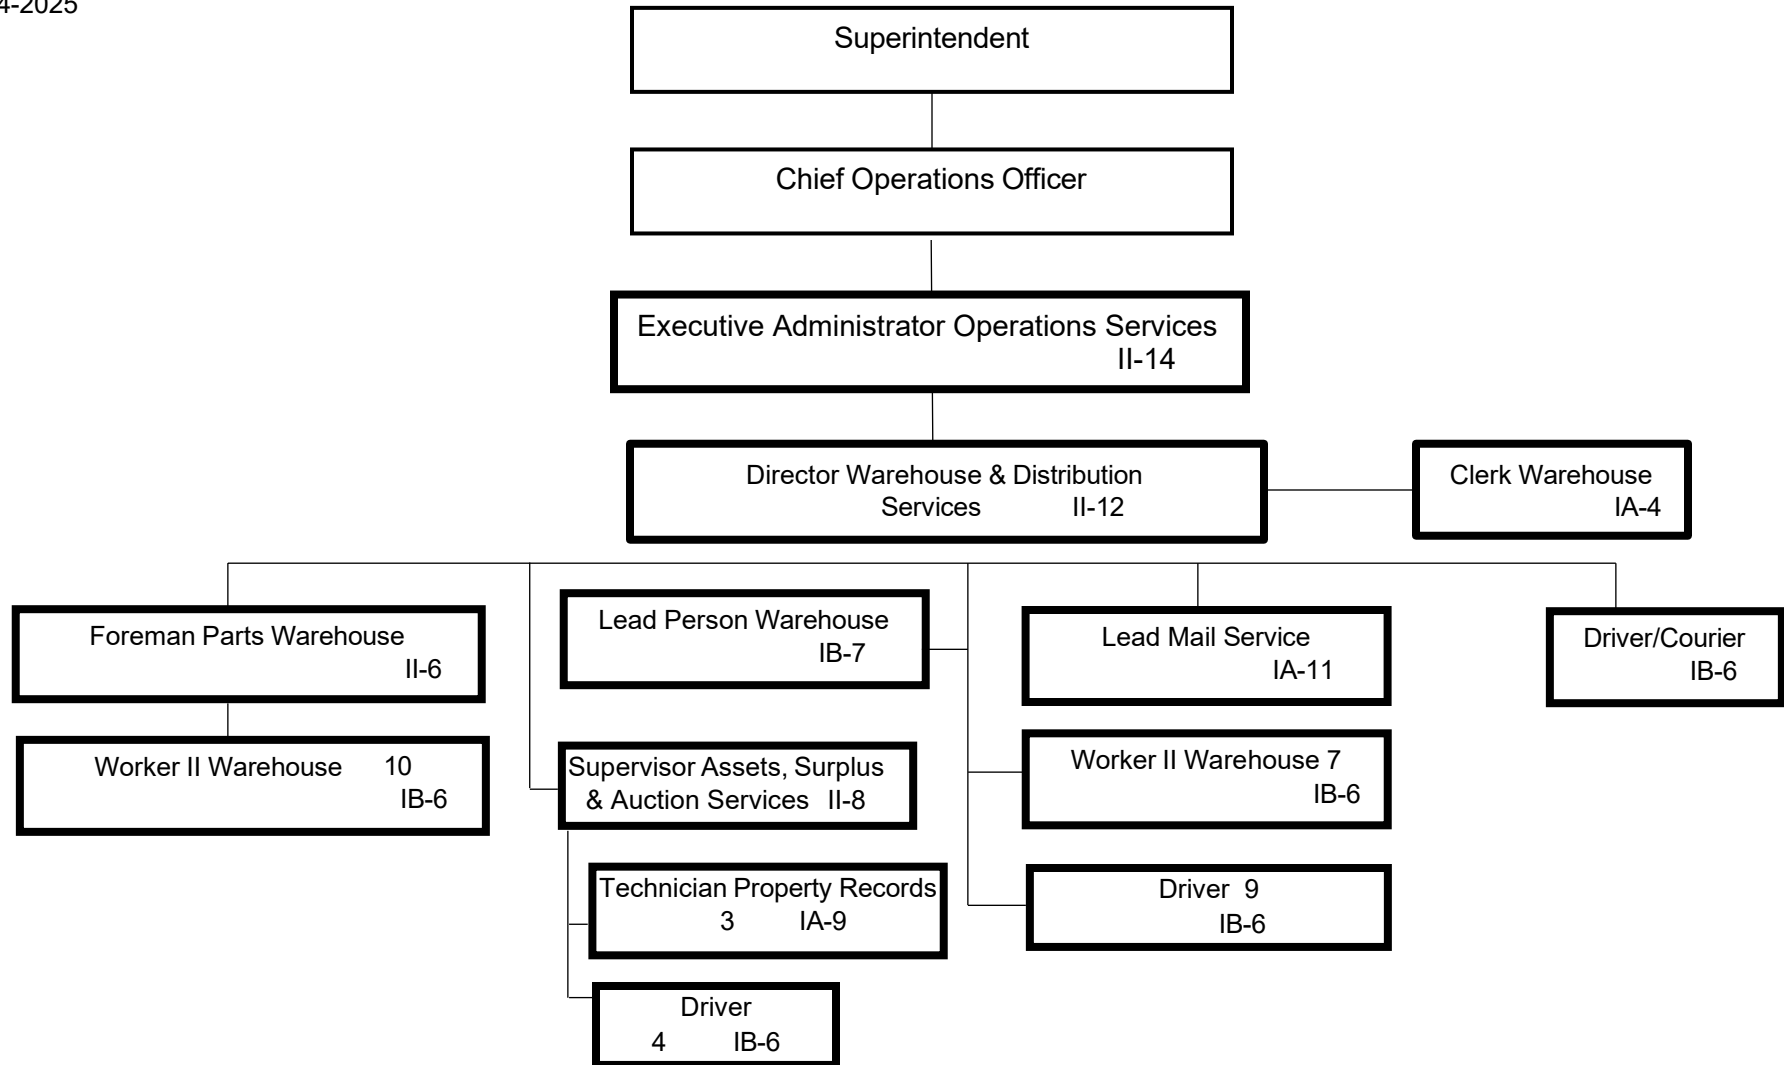 4-2025
Superintendent
Chief Operations Officer
Executive Administrator Operations Services
II-14
Director Warehouse & Distribution
Services II-12
Clerk Warehouse
IA-4
Foreman Parts Warehouse
II-6
Lead Person Warehouse
IB-7
Lead Mail Service
IA-11
Driver/Courier
IB-6
Worker II Warehouse 10
IB-6
Supervisor Assets, Surplus
& Auction Services II-8
Worker II Warehouse 7
IB-6
Technician Property Records
3 IA-9
Driver 9
IB-6
Driver
4 IB-6